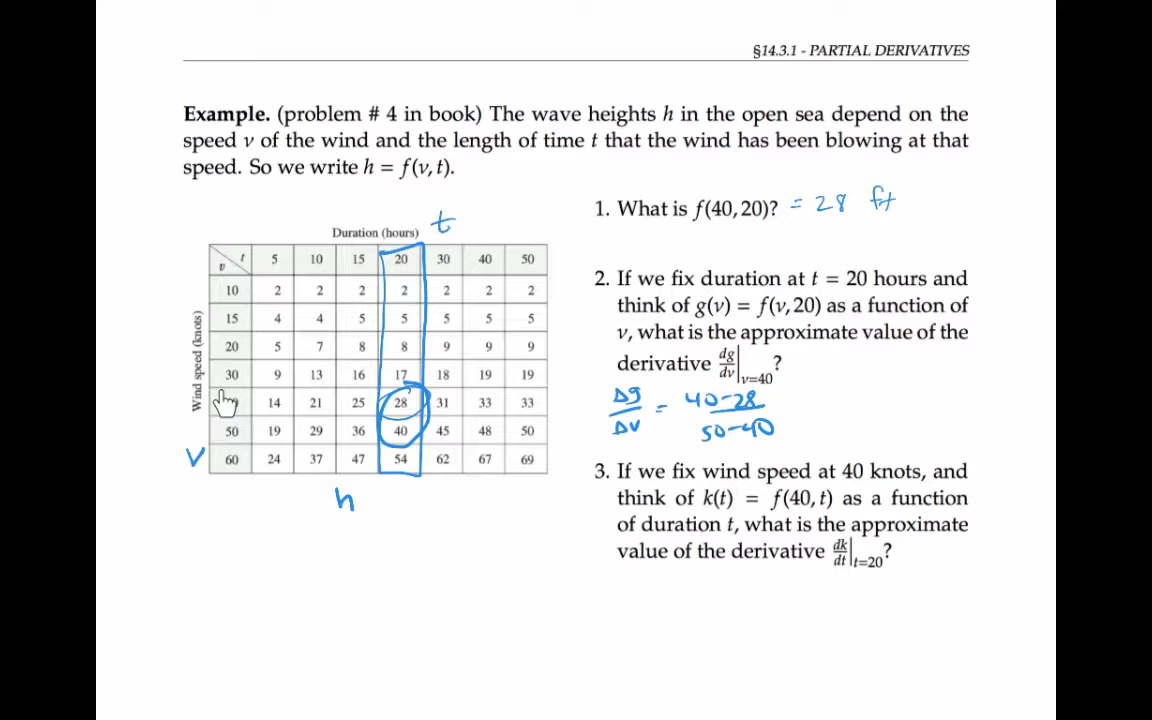 §14.3.1 - PARTIAL DERIVATIVES
Example. (problem # 4 in book) The wave heights h in the open sea depend on the
speed v of the wind and the length of time t that the wind has been blowing at that
speed. So we write h = f(v, t).
t
Duration (hours)
v t 5 10 15 20 30 40 50
10 2 2 2 2 2 2 2
15 4 4 5 5 5 5 5
20 5 7 8 8 9 9 9
30 9 13 16 17 18 19 19
14 21 25 28 31 33 33
50 19 29 36 40 45 48 50
60 24 37 47 54 62 67 69
Wind speed (knots)
v
h
1. What is f(40, 20)? = 28 ft
2. If we fix duration at t = 20 hours and
think of g(v) = f(v, 20) as a function of
v, what is the approximate value of the
derivative dg/dv|v=40?
Δg/Δv = 40-28/50-40
3. If we fix wind speed at 40 knots, and
think of k(t) = f(40, t) as a function
of duration t, what is the approximate
value of the derivative dk/dt|t=20?